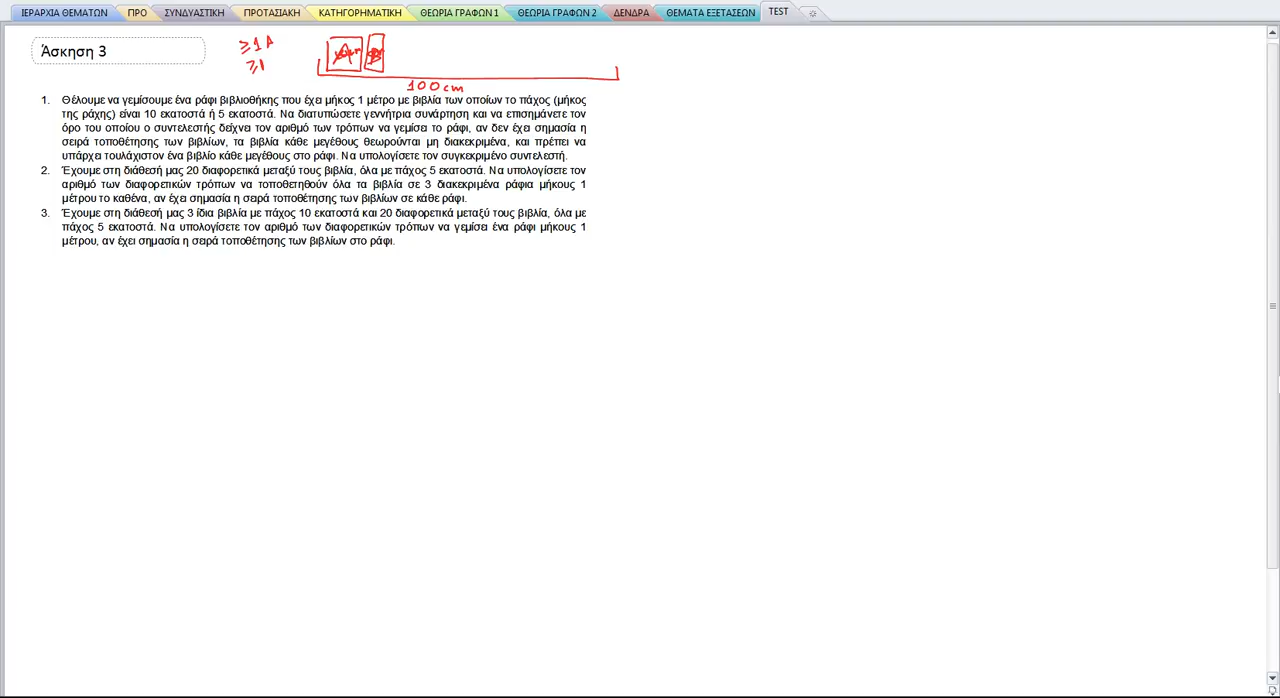 ΙΕΡΑΡΧΙΑ ΘΕΜΑΤΩΝ ΠΡΟ ΣΥΝΔΥΑΣΤΙΚΗ ΠΡΟΤΑΣΙΑΚΗ ΚΑΤΗΓΟΡΗΜΑΤΙΚΗ ΘΕΩΡΙΑ ΓΡΑΦΩΝ 1 ΘΕΩΡΙΑ ΓΡΑΦΩΝ 2 ΔΕΝΔΡΑ ΘΕΜΑΤΑ ΕΞΕΤΑΣΕΩΝ TEST
Άσκηση 3
≥1 A
≥1
100cm
1. Θέλουμε να γεμίσουμε ένα ράφι βιβλιοθήκης που έχει μήκος 1 μέτρο με βιβλία των οποίων το πάχος (μήκος
της ράχης) είναι 10 εκατοστά ή 5 εκατοστά. Να διατυπώσετε γεννήτρια συνάρτηση και να επισημάνετε τον
όρο του οποίου ο συντελεστής δείχνει τον αριθμό των τρόπων να γεμίσει το ράφι, αν δεν έχει σημασία η
σειρά τοποθέτησης των βιβλίων, τα βιβλία κάθε μεγέθους θεωρούνται μη διακεκριμένα, και πρέπει να
υπάρχει τουλάχιστον ένα βιβλίο κάθε μεγέθους στο ράφι. Να υπολογίσετε τον συγκεκριμένο συντελεστή.
2. Έχουμε στη διάθεσή μας 20 διαφορετικά μεταξύ τους βιβλία, όλα με πάχος 5 εκατοστά. Να υπολογίσετε τον
αριθμό των διαφορετικών τρόπων να τοποθετηθούν όλα τα βιβλία σε 3 διακεκριμένα ράφια μήκους 1
μέτρου το καθένα, αν έχει σημασία η σειρά τοποθέτησης των βιβλίων σε κάθε ράφι.
3. Έχουμε στη διάθεσή μας 3 ίδια βιβλία με πάχος 10 εκατοστά και 20 διαφορετικά μεταξύ τους βιβλία, όλα με
πάχος 5 εκατοστά. Να υπολογίσετε τον αριθμό των διαφορετικών τρόπων να γεμίσει ένα ράφι μήκους 1
μέτρου, αν έχει σημασία η σειρά τοποθέτησης των βιβλίων στο ράφι.